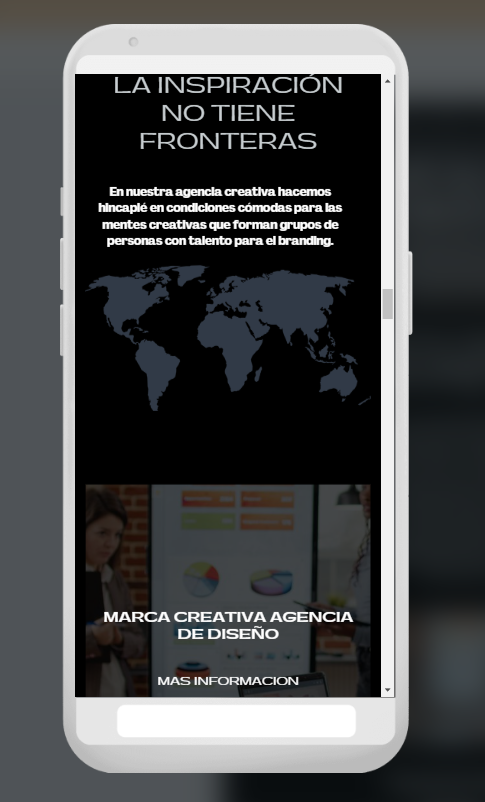 LA INSPIRACIÓN
NO TIENE
FRONTERAS
En nuestra agencia creativa hacemos
hincapié en condiciones cómodas para las
mentes creativas que forman grupos de
personas con talento para el branding.
MARCA CREATIVA AGENCIA
DE DISEÑO
MAS INFORMACION